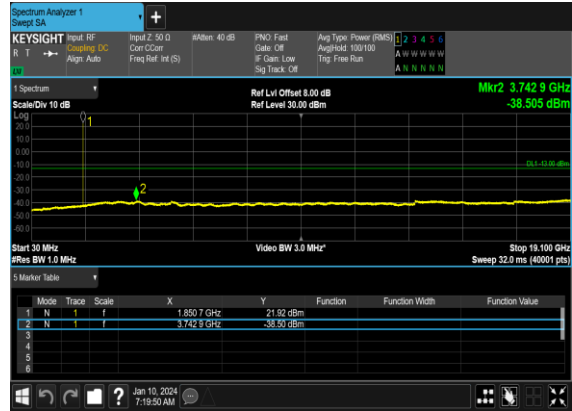 Spectrum Analyzer 1
Swept SA
+
KEYSIGHT Input: RF Input Z: 50 Ω #Atten: 40 dB PNO: Fast Avg Type: Power (RMS) 1 2 3 4 5 6
R T Coupling: DC Corr CCorr Gate: Off Avg|Hold: 100/100 A W W W W W
Align: Auto Freq Ref: Int (S) IF Gain: Low Trig: Free Run
Sig Track: Off A N N N N N
1 Spectrum Ref Lvl Offset 8.00 dB Mkr2 3.742 9 GHz
Scale/Div 10 dB Ref Level 30.00 dBm -38.505 dBm
Log
1
20.0
10.0
0.00
-10.0 DL1 -13.00 dBm
-20.0
-30.0 2
-40.0
-50.0
-60.0
Start 30 MHz Video BW 3.0 MHz* Stop 19.100 GHz
#Res BW 1.0 MHz Sweep 32.0 ms (40001 pts)
5 Marker Table
Mode Trace Scale X Y Function Function Width Function Value
1 N 1 f 1.850 7 GHz 21.92 dBm
2 N 1 f 3.742 9 GHz -38.50 dBm
3
4
5
6
? Jan 10, 2024
7:19:50 AM